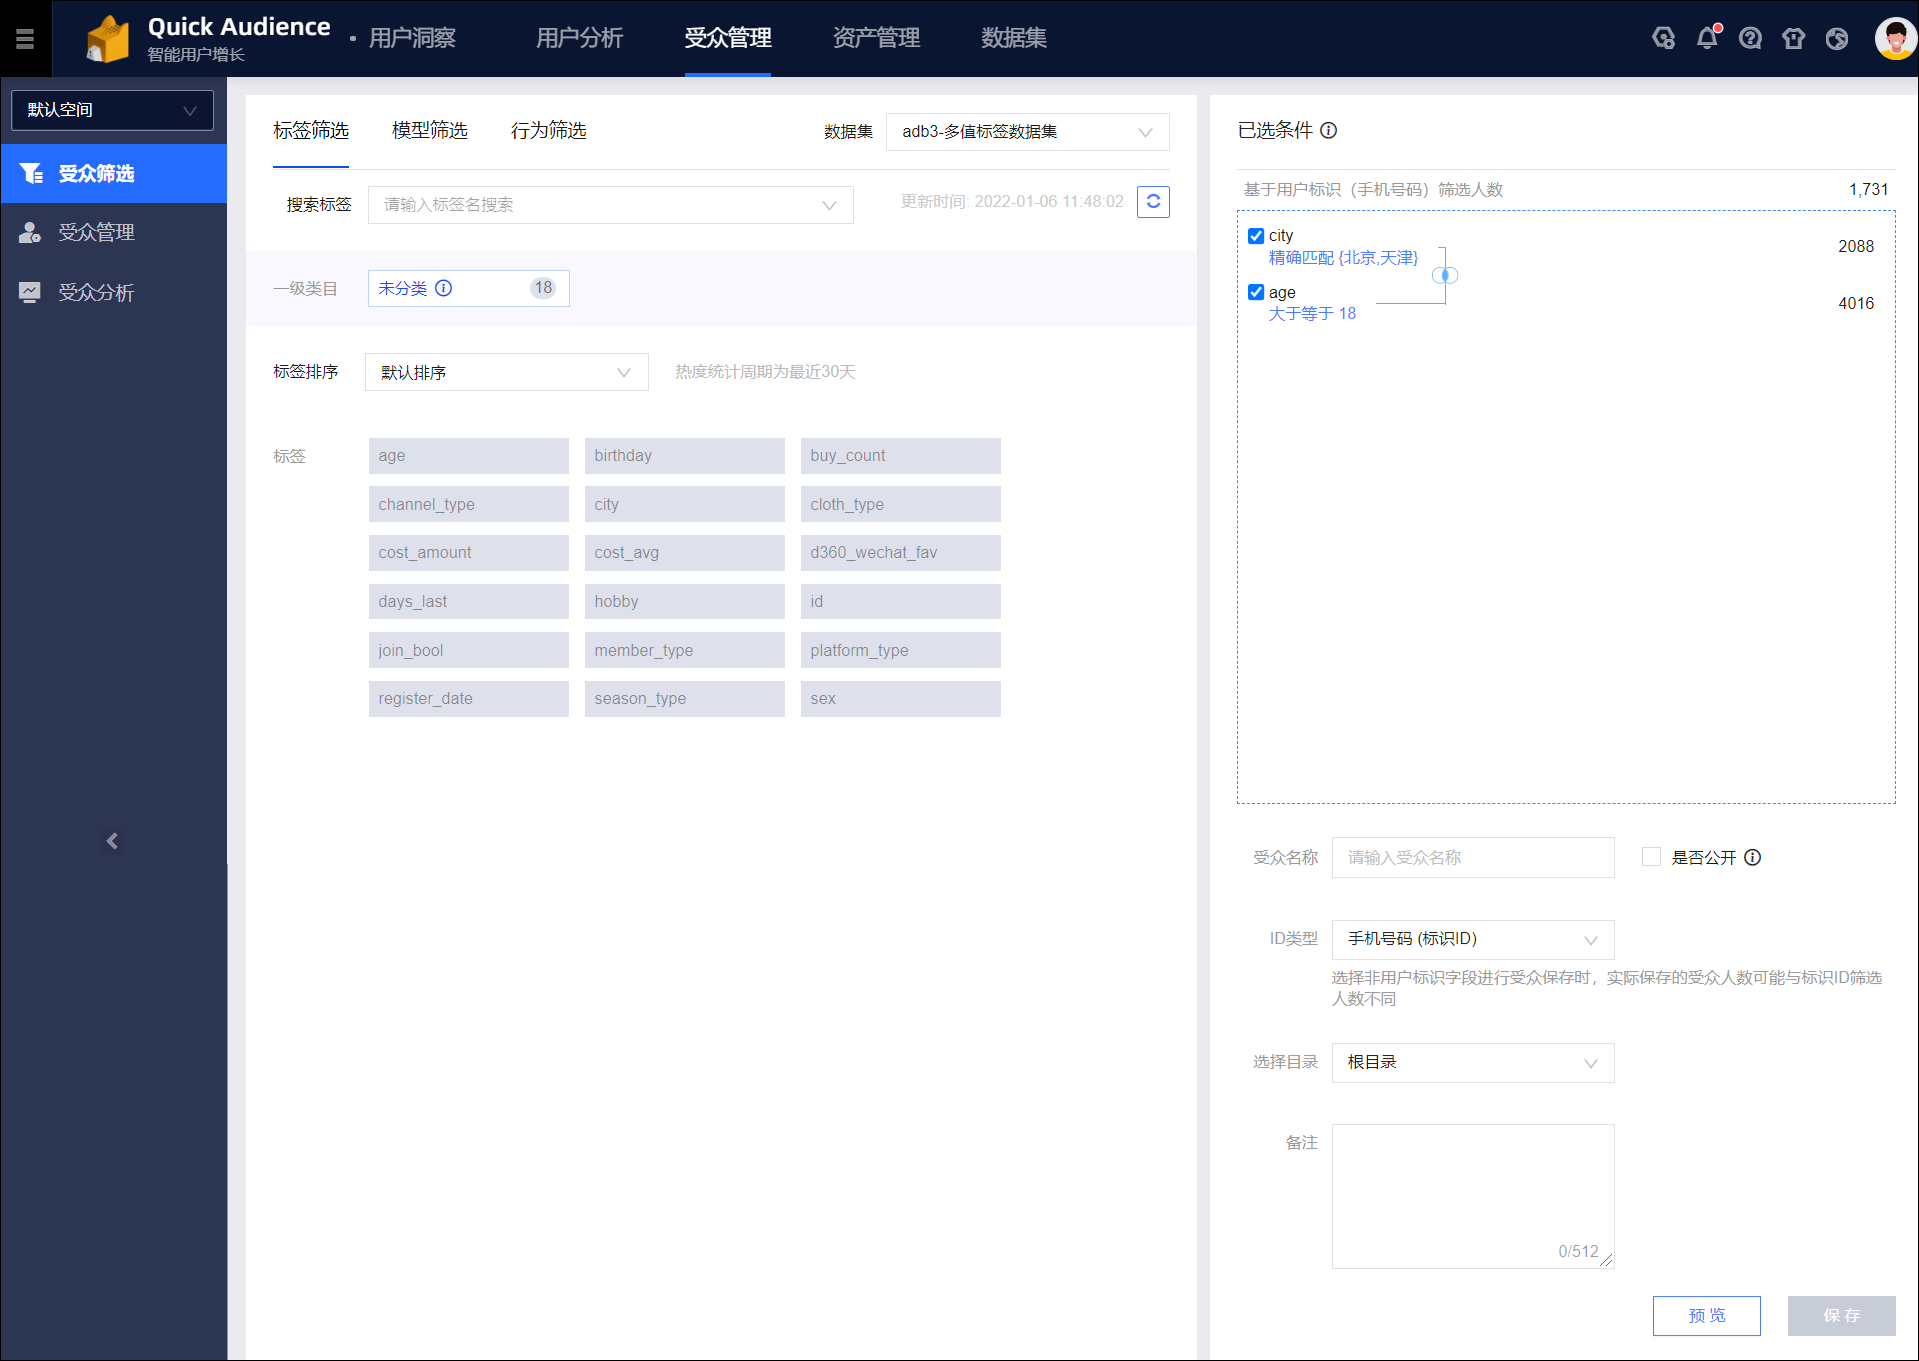 Quick Audience
智能用户增长
用户洞察
用户分析
受众管理
资产管理
数据集
默认空间
受众筛选
受众管理
受众分析
标签筛选
模型筛选
行为筛选
数据集
adb3-多值标签数据集
搜索标签
请输入标签名搜索
更新时间: 2022-01-06 11:48:02
一级类目
未分类
18
标签排序
默认排序
热度统计周期为最近30天
标签
age
birthday
buy_count
channel_type
city
cloth_type
cost_amount
cost_avg
d360_wechat_fav
days_last
hobby
id
join_bool
member_type
platform_type
register_date
season_type
sex
已选条件
基于用户标识（手机号码）筛选人数
1,731
city
精确匹配 {北京,天津}
2088
age
大于等于 18
4016
受众名称
请输入受众名称
是否公开
ID类型
手机号码 (标识ID)
选择非用户标识字段进行受众保存时，实际保存的受众人数可能与标识ID筛选
人数不同
选择目录
根目录
备注
0/512
预 览
保 存